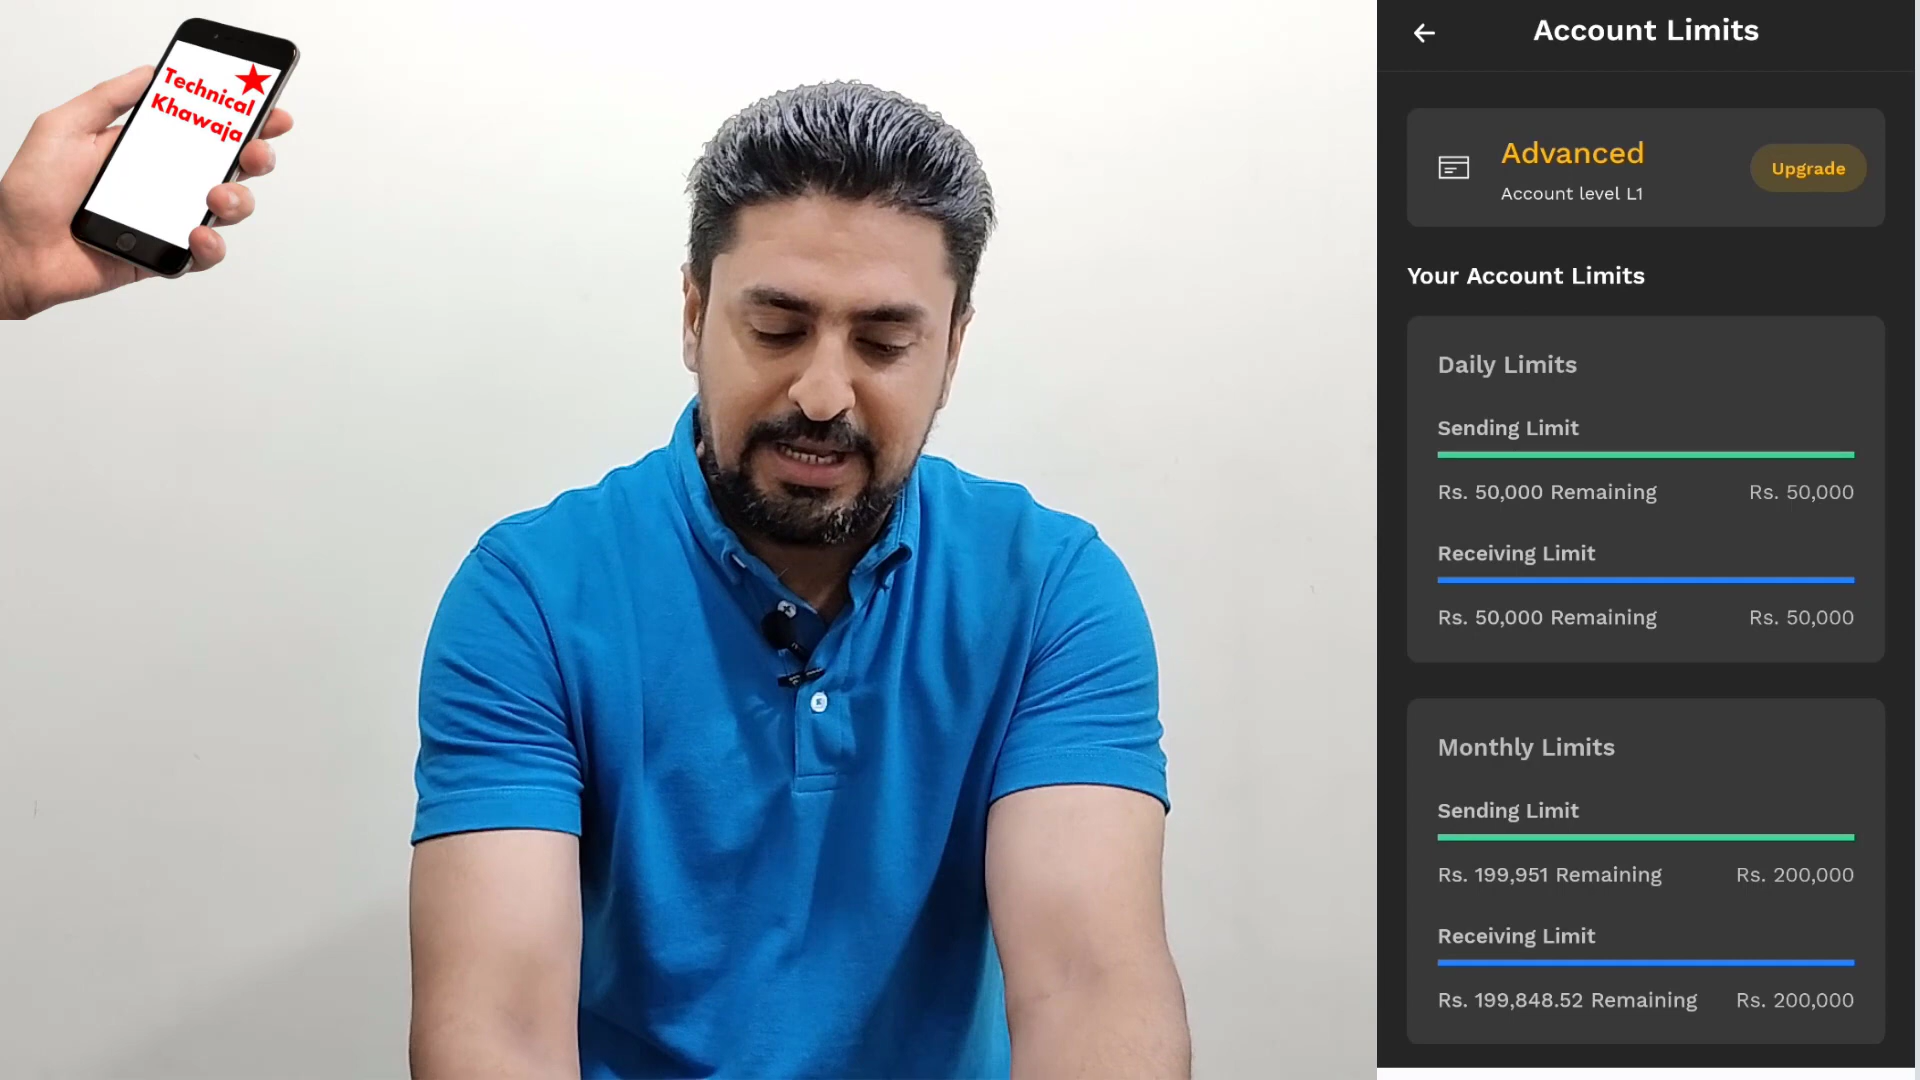 Technical
Khawaja
Account Limits
Advanced
Account level L1
Upgrade
Your Account Limits
Daily Limits
Sending Limit
Rs. 50,000 Remaining
Rs. 50,000
Receiving Limit
Rs. 50,000 Remaining
Rs. 50,000
Monthly Limits
Sending Limit
Rs. 199,951 Remaining
Rs. 200,000
Receiving Limit
Rs. 199,848.52 Remaining
Rs. 200,000